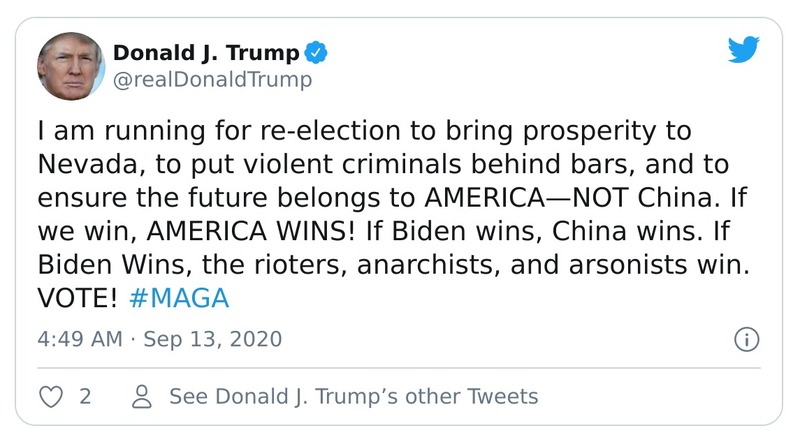 Donald J. Trump
@realDonaldTrump
I am running for re-election to bring prosperity to
Nevada, to put violent criminals behind bars, and to
ensure the future belongs to AMERICA—NOT China. If
we win, AMERICA WINS! If Biden wins, China wins. If
Biden Wins, the rioters, anarchists, and arsonists win.
VOTE! #MAGA
4:49 AM · Sep 13, 2020
2 See Donald J. Trump’s other Tweets